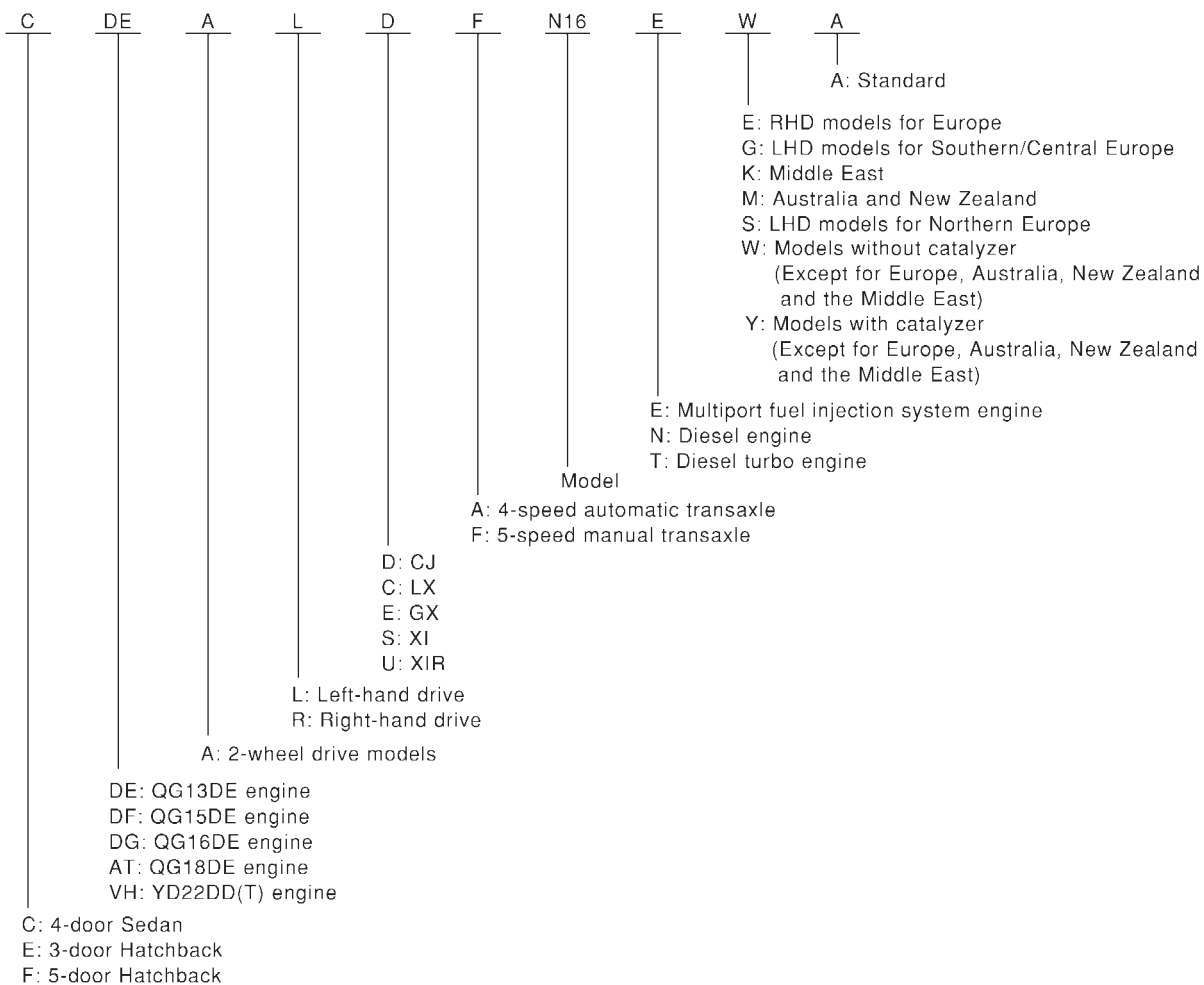 C DE A L D F N16 E W A
A: Standard
E: RHD models for Europe
G: LHD models for Southern/Central Europe
K: Middle East
M: Australia and New Zealand
S: LHD models for Northern Europe
W: Models without catalyzer
(Except for Europe, Australia, New Zealand
and the Middle East)
Y: Models with catalyzer
(Except for Europe, Australia, New Zealand
and the Middle East)
E: Multiport fuel injection system engine
N: Diesel engine
T: Diesel turbo engine
Model
A: 4-speed automatic transaxle
F: 5-speed manual transaxle
D: CJ
C: LX
E: GX
S: XI
U: XIR
L: Left-hand drive
R: Right-hand drive
A: 2-wheel drive models
DE: QG13DE engine
DF: QG15DE engine
DG: QG16DE engine
AT: QG18DE engine
VH: YD22DD(T) engine
C: 4-door Sedan
E: 3-door Hatchback
F: 5-door Hatchback